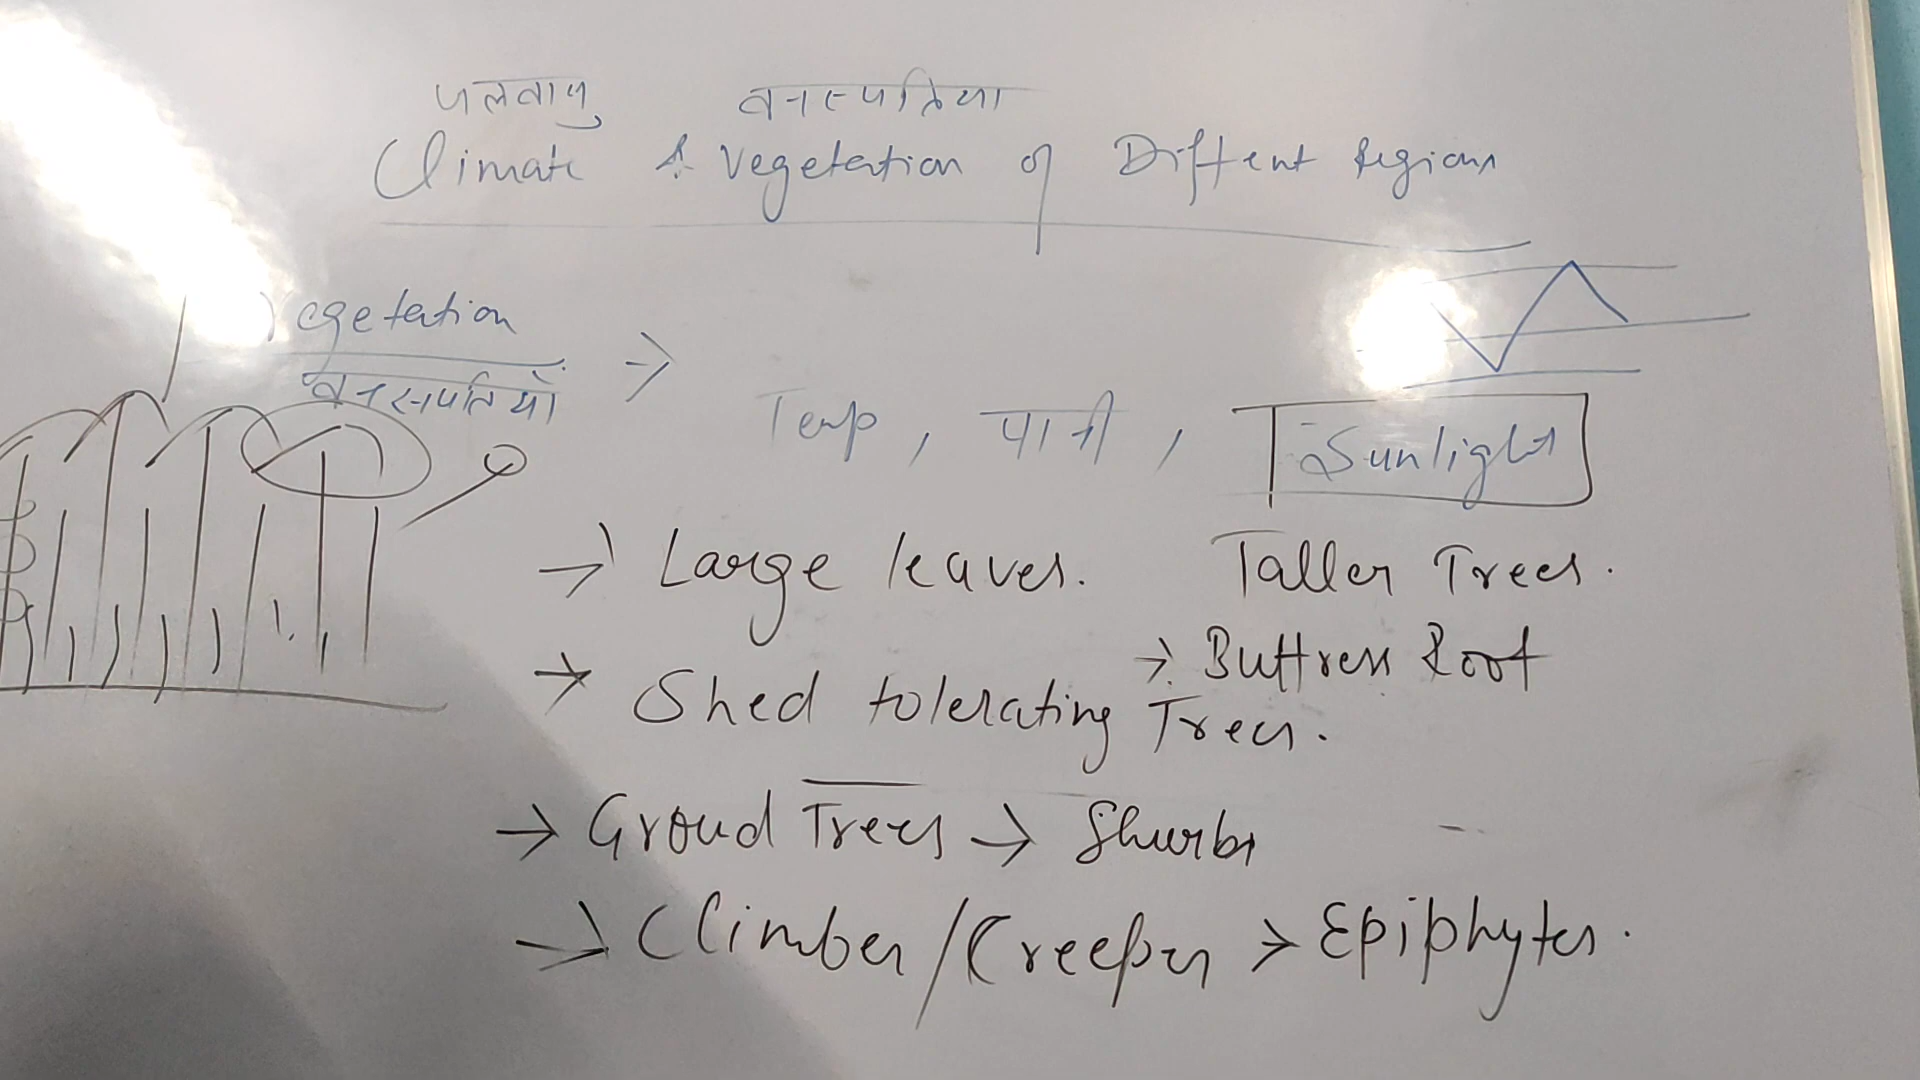 जलवायु वनस्पतिया
Climate & Vegetation of Diffent Regions
Vegetation →
वनस्पतियाँ
Temp, पानी, Sunlight
→ Large leaves. Taller Trees.
→ Buttress Root
→ Shed tolerating Trees.
→ Groud Trees → Shurbs
→ Climber/Creeper > Epiphytes.